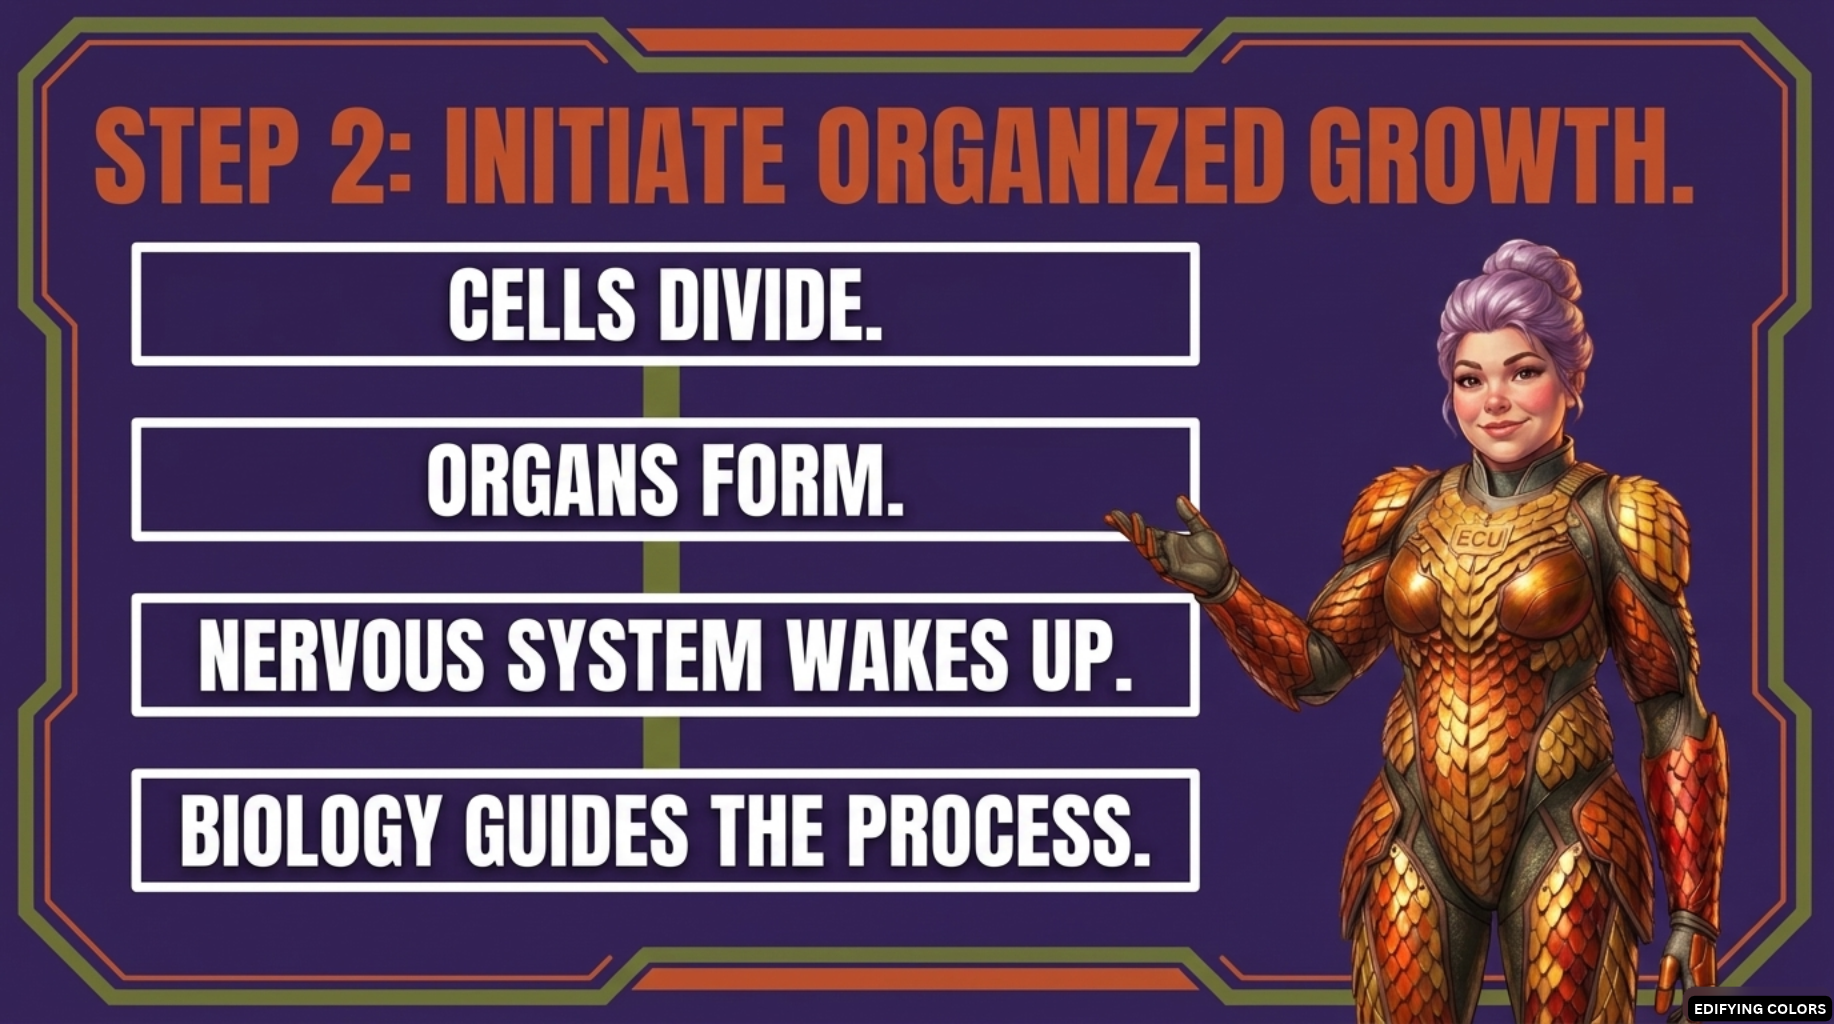 STEP 2: INITIATE ORGANIZED GROWTH.
CELLS DIVIDE.
ORGANS FORM.
ECU
NERVOUS SYSTEM WAKES UP.
BIOLOGY GUIDES THE PROCESS.
EDIFYING COLORS